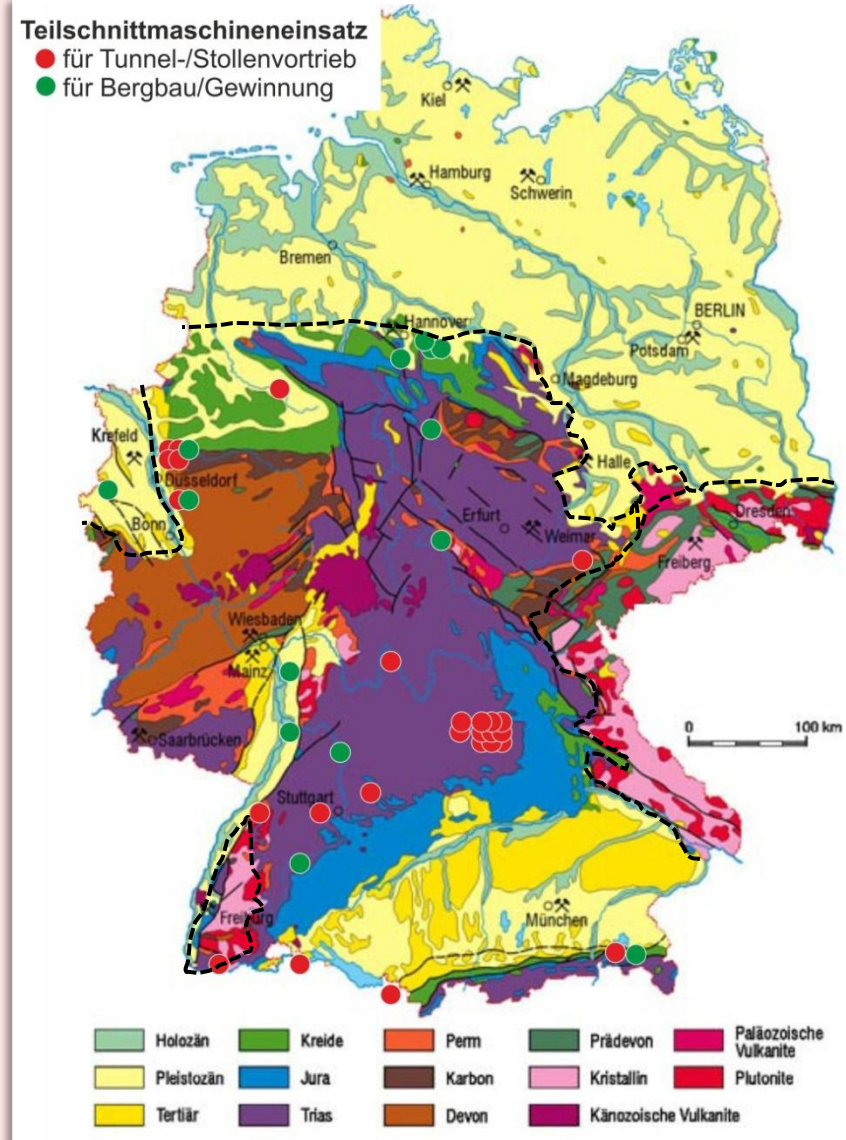 Teilschnittmaschineneinsatz
für Tunnel-/Stollenvortrieb
für Bergbau/Gewinnung
Kiel
Hamburg
Schwerin
Bremen
BERLIN
Hannover
Potsdam
Magdeburg
Krefeld
Halle
Düsseldorf
Dresden
Erfurt
Bonn
Weimar
Freiberg
Wiesbaden
Mainz
0 100 km
Saarbrücken
Stuttgart
Freiburg
München
Holozän Kreide Perm Prädevon Paläozoische
Vulkanite
Pleistozän Jura Karbon Kristallin Plutonite
Tertiär Trias Devon Känozoische Vulkanite